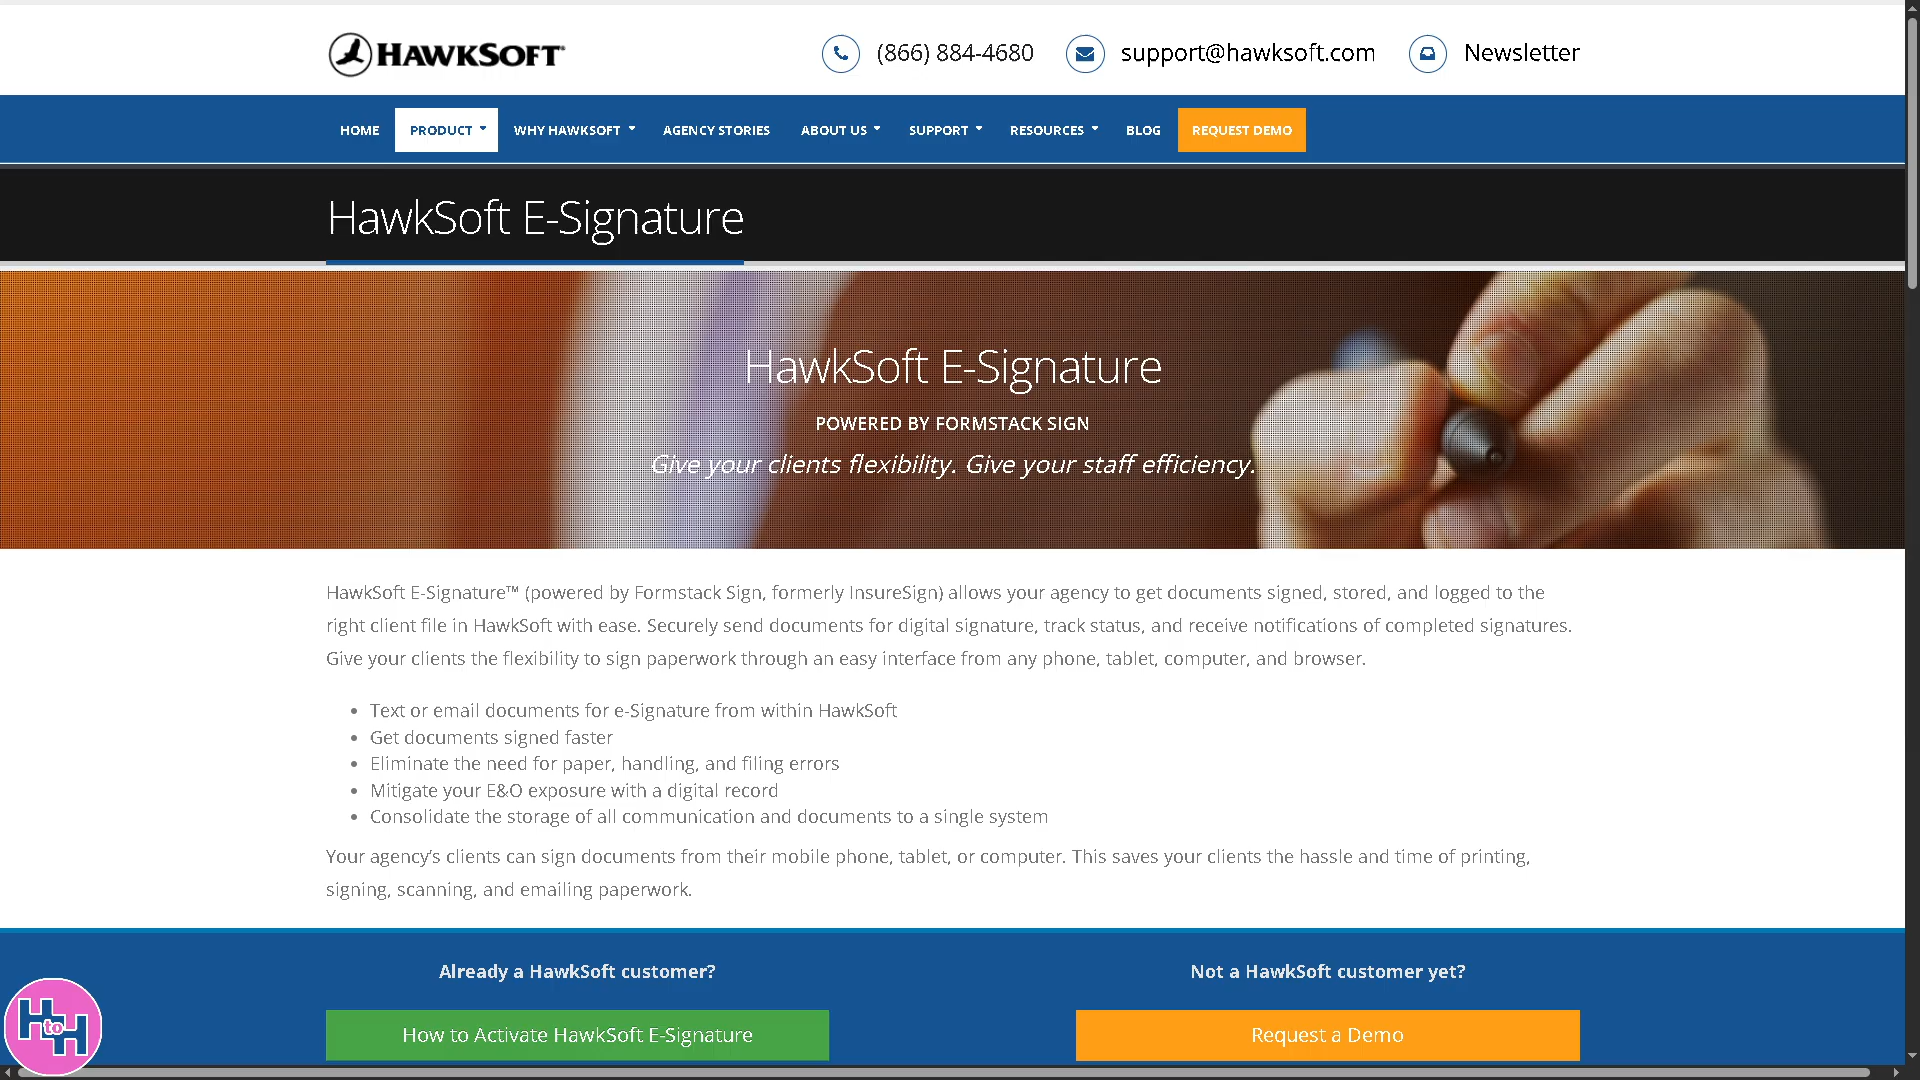 HAWKSOFT
(866) 884-4680
support@hawksoft.com
Newsletter
HOME
PRODUCT
WHY HAWKSOFT
AGENCY STORIES
ABOUT US
SUPPORT
RESOURCES
BLOG
REQUEST DEMO
HawkSoft E-Signature
HawkSoft E-Signature
POWERED BY FORMSTACK SIGN
Give your clients flexibility. Give your staff efficiency.
HawkSoft E-Signature™ (powered by Formstack Sign, formerly InsureSign) allows your agency to get documents signed, stored, and logged to the
right client file in HawkSoft with ease. Securely send documents for digital signature, track status, and receive notifications of completed signatures.
Give your clients the flexibility to sign paperwork through an easy interface from any phone, tablet, computer, and browser.
• Text or email documents for e-Signature from within HawkSoft
• Get documents signed faster
• Eliminate the need for paper, handling, and filing errors
• Mitigate your E&O exposure with a digital record
• Consolidate the storage of all communication and documents to a single system
Your agency's clients can sign documents from their mobile phone, tablet, or computer. This saves your clients the hassle and time of printing,
signing, scanning, and emailing paperwork.
Already a HawkSoft customer?
Not a HawkSoft customer yet?
How to Activate HawkSoft E-Signature
Request a Demo
H to H